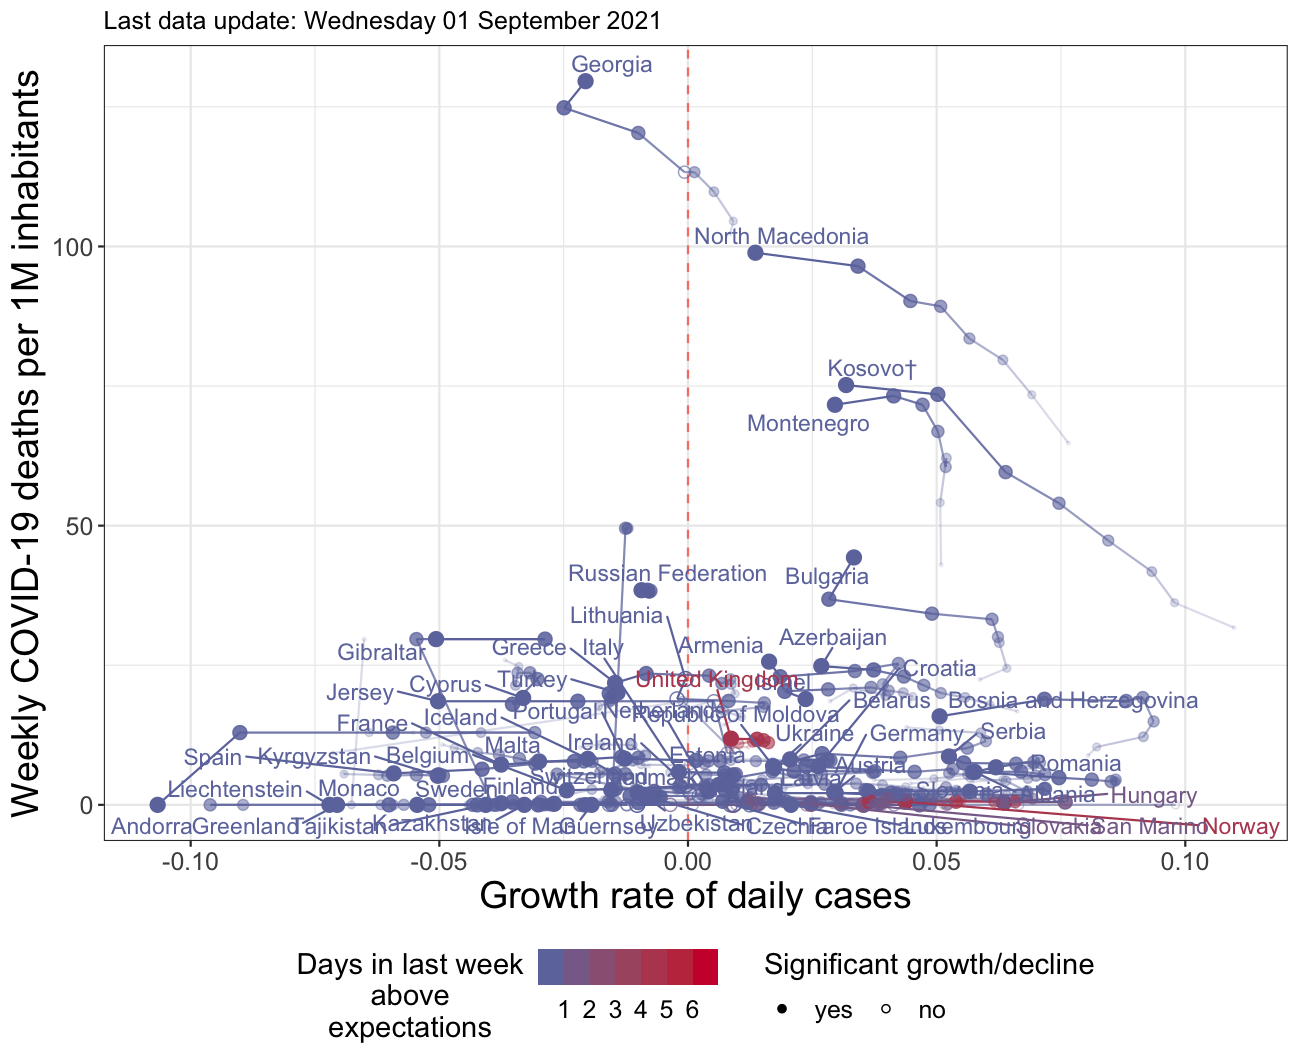 Last data update: Wednesday 01 September 2021
Weekly COVID-19 deaths per 1M inhabitants
Georgia
100
North Macedonia
Kosovo†
Montenegro
50
Russian Federation
Bulgaria
Lithuania
Azerbaijan
Armenia
Greece
Italy
Gibraltar
Croatia
United Kingdom
Israel
Turkey
Cyprus
Jersey
Belarus
Bosnia and Herzegovina
Portugal
Netherlands
Republic of Moldova
Iceland
France
Ukraine
Germany
Serbia
Malta
Ireland
Spain
Kyrgyzstan
Belgium
Estonia
Austria
Romania
Switzerland
Denmark
Latvia
Liechtenstein
Monaco
Sweden
Finland
Slovenia
Albania
Hungary
0
Andorra
Greenland
Tajikistan
Kazakhstan
Isle of Man
Guernsey
Uzbekistan
Czechia
Faroe Islands
Luxembourg
Slovakia
San Marino
Norway
-0.10
-0.05
0.00
0.05
0.10
Growth rate of daily cases
Days in last week
above
expectations
1 2 3 4 5 6
Significant growth/decline
yes
no